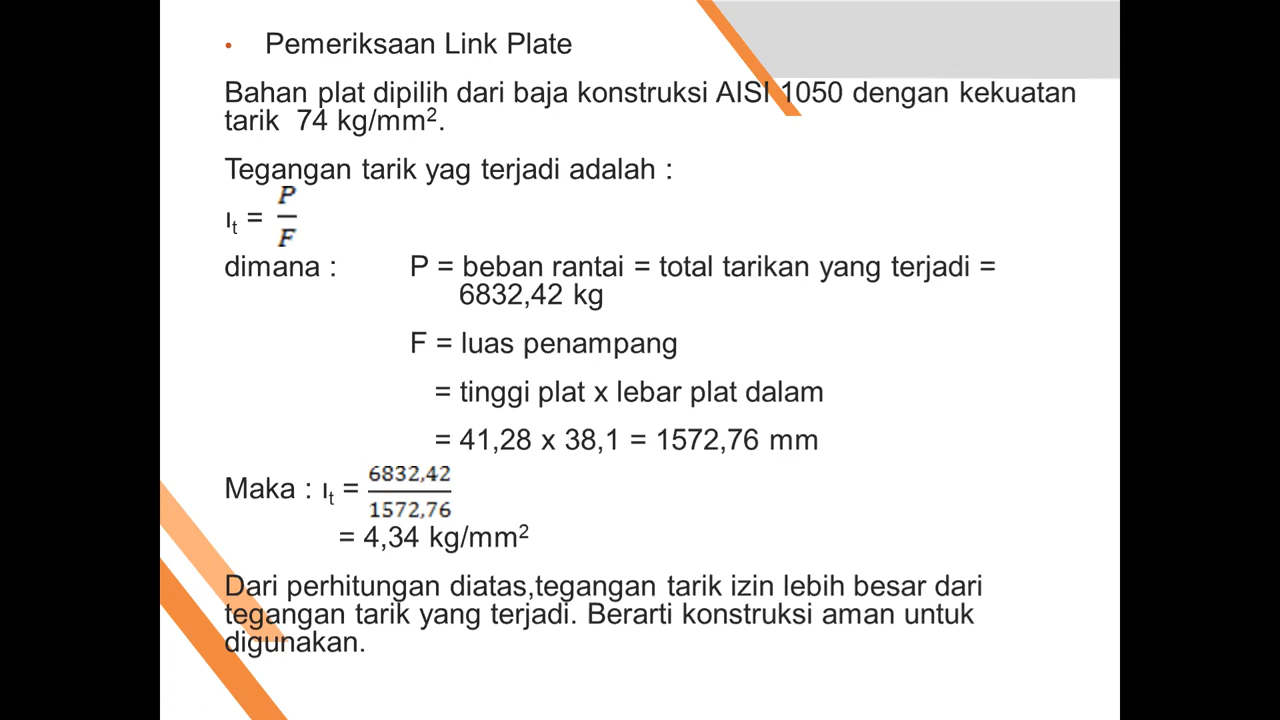 • Pemeriksaan Link Plate
Bahan plat dipilih dari baja konstruksi AISI 1050 dengan kekuatan
tarik 74 kg/mm².
Tegangan tarik yag terjadi adalah :
ıt = P/F
dimana : P = beban rantai = total tarikan yang terjadi =
6832,42 kg
F = luas penampang
= tinggi plat x lebar plat dalam
= 41,28 x 38,1 = 1572,76 mm
Maka : ıt = 6832,42/1572,76
= 4,34 kg/mm²
Dari perhitungan diatas,tegangan tarik izin lebih besar dari
tegangan tarik yang terjadi. Berarti konstruksi aman untuk
digunakan.